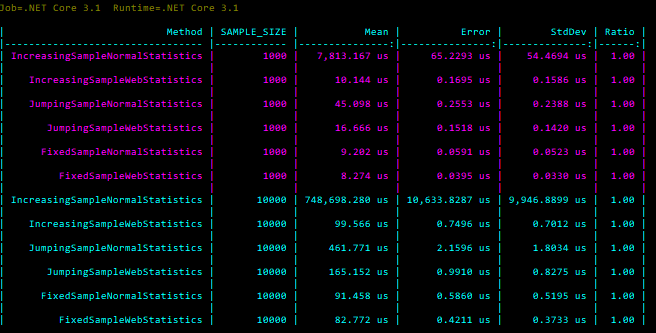 Job=.NET Core 3.1  Runtime=.NET Core 3.1
| Method | SAMPLE_SIZE | Mean | Error | StdDev | Ratio |
|--------------------------------- |------------ |---------------:|--------------:|-------------:|------:|
| IncreasingSampleNormalStatistics | 1000 | 7,813.167 us | 65.2293 us | 54.4694 us | 1.00 |
| IncreasingSampleWebStatistics | 1000 | 10.144 us | 0.1695 us | 0.1586 us | 1.00 |
| JumpingSampleNormalStatistics | 1000 | 45.098 us | 0.2553 us | 0.2388 us | 1.00 |
| JumpingSampleWebStatistics | 1000 | 16.666 us | 0.1518 us | 0.1420 us | 1.00 |
| FixedSampleNormalStatistics | 1000 | 9.202 us | 0.0591 us | 0.0523 us | 1.00 |
| FixedSampleWebStatistics | 1000 | 8.274 us | 0.0395 us | 0.0330 us | 1.00 |
| IncreasingSampleNormalStatistics | 10000 | 748,698.280 us | 10,633.8287 us | 9,946.8899 us | 1.00 |
| IncreasingSampleWebStatistics | 10000 | 99.566 us | 0.7496 us | 0.7012 us | 1.00 |
| JumpingSampleNormalStatistics | 10000 | 461.771 us | 2.1596 us | 1.8034 us | 1.00 |
| JumpingSampleWebStatistics | 10000 | 165.152 us | 0.9910 us | 0.8275 us | 1.00 |
| FixedSampleNormalStatistics | 10000 | 91.458 us | 0.5860 us | 0.5195 us | 1.00 |
| FixedSampleWebStatistics | 10000 | 82.772 us | 0.4211 us | 0.3733 us | 1.00 |